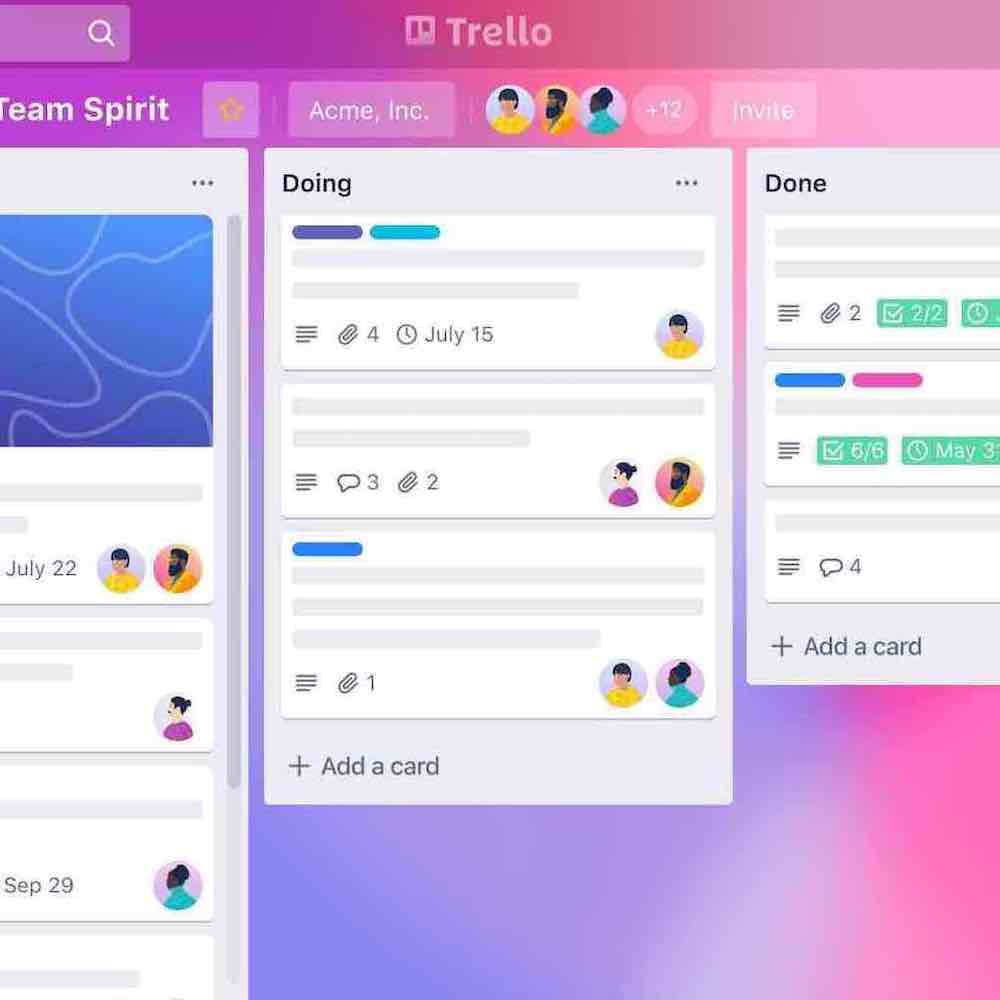 Trello
Team Spirit
Acme, Inc.
+12
Invite
July 22
Sep 29
Doing
4 July 15
3 2
1
+ Add a card
Done
2 2/2
6/6 May 3
4
+ Add a card